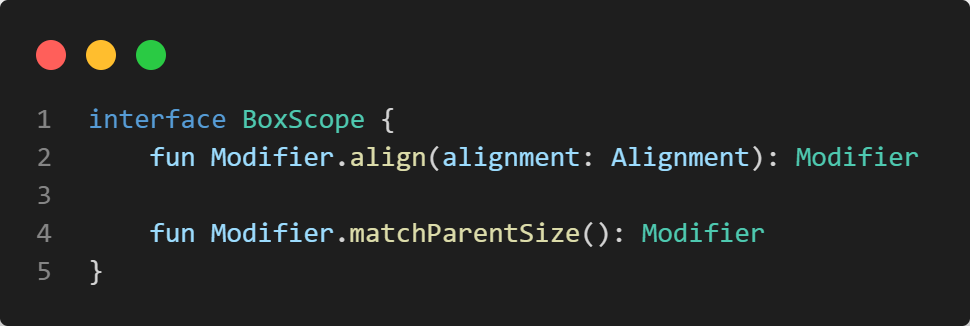 1 interface BoxScope {
2     fun Modifier.align(alignment: Alignment): Modifier
3
4     fun Modifier.matchParentSize(): Modifier
5 }